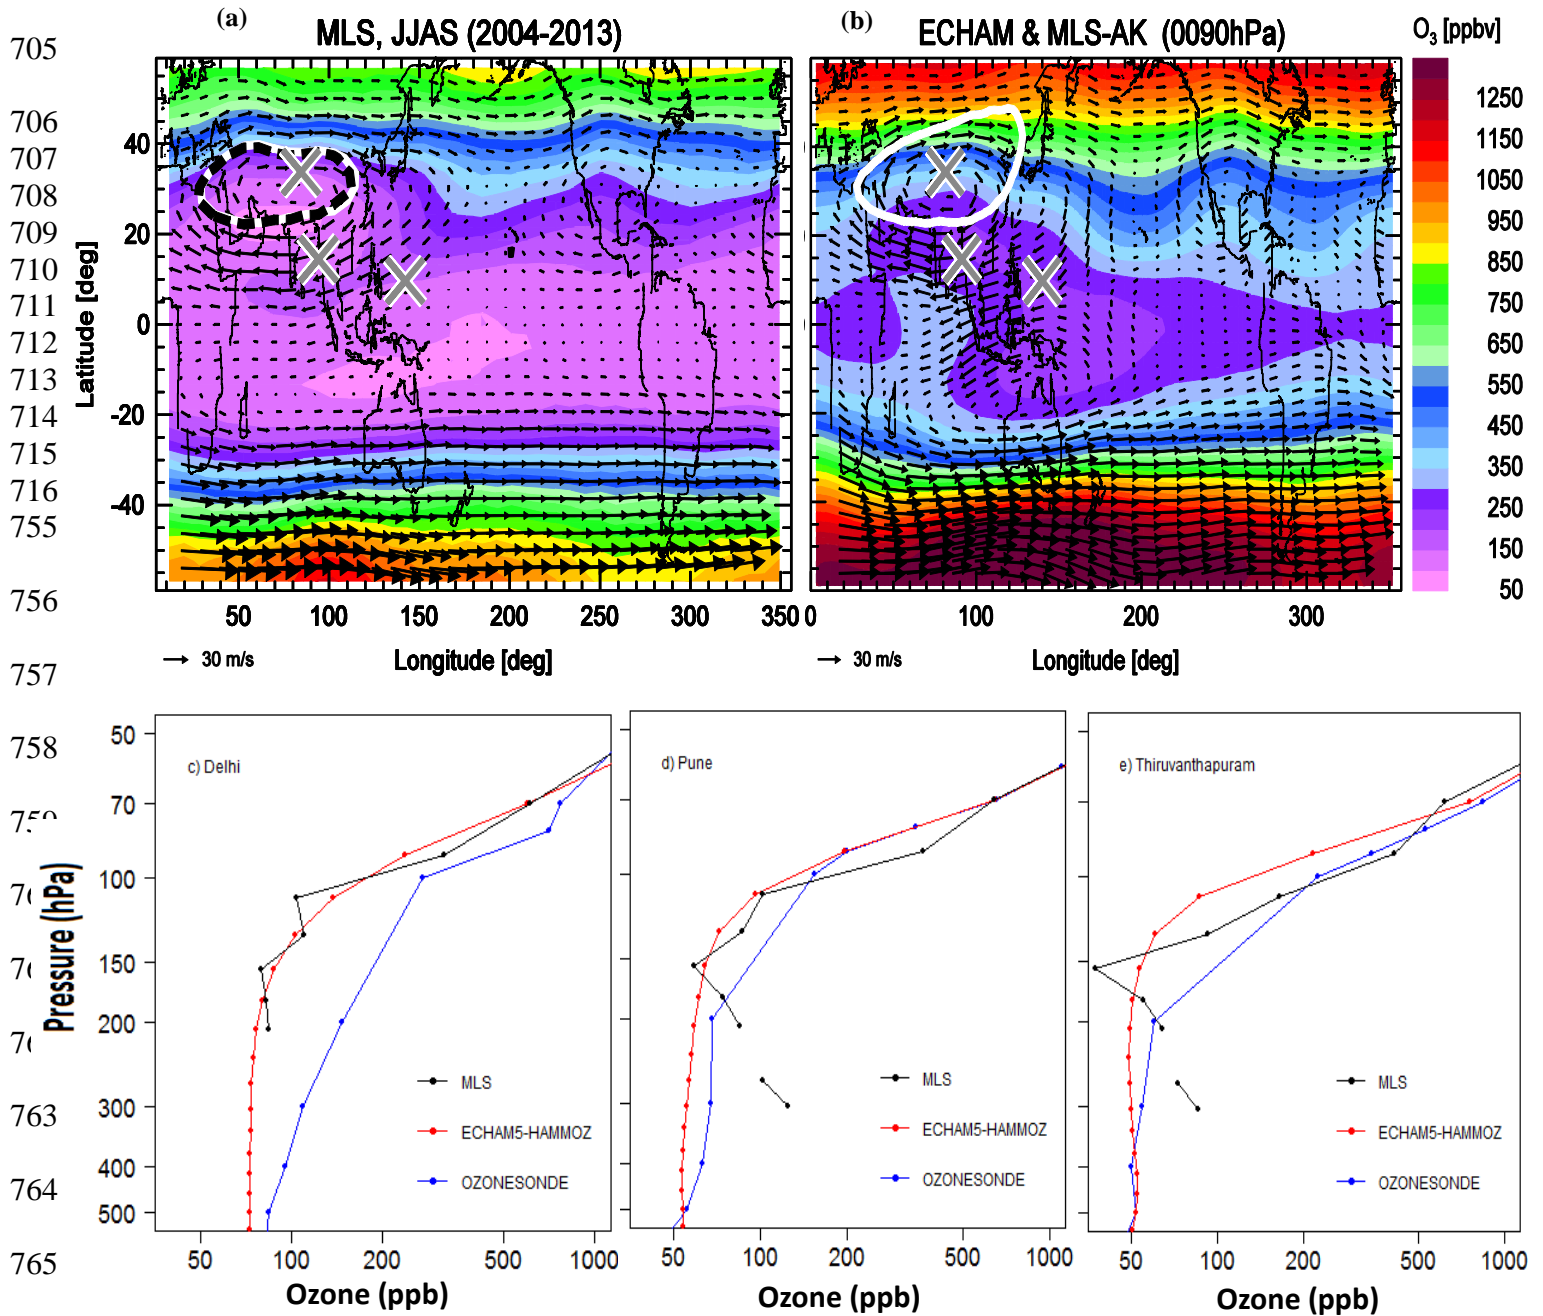 (a)
(b)
MLS, JJAS (2004-2013)
ECHAM & MLS-AK (0090hPa)
O3 [ppbv]
705
706
707
708
709
710
711
712
713
714
715
716
755
756
757
758
763
764
765
Latitude [deg]
40
20
0
-20
-40
50
100
150
200
250
300
350
0
100
200
300
1250
1150
1050
950
850
750
650
550
450
350
250
150
50
30 m/s
Longitude [deg]
30 m/s
Longitude [deg]
Pressure (hPa)
50
70
100
150
200
300
400
500
c) Delhi
MLS
ECHAM5-HAMMOZ
OZONESONDE
50
100
200
500
1000
Ozone (ppb)
d) Pune
MLS
ECHAM5-HAMMOZ
OZONESONDE
50
100
200
500
1000
Ozone (ppb)
e) Thiruvanthapuram
MLS
ECHAM5-HAMMOZ
OZONESONDE
50
100
200
500
1000
Ozone (ppb)